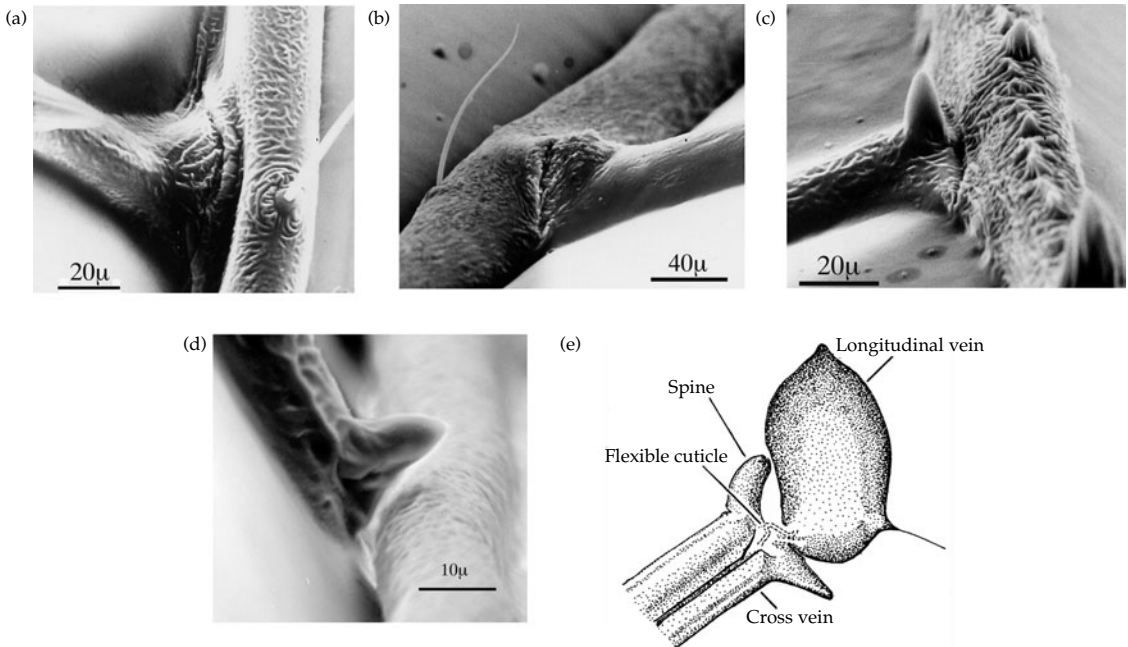 (a)
20μ
(b)
40μ
(c)
20μ
(d)
10μ
(e)
Longitudinal vein
Spine
Flexible cuticle
Cross vein